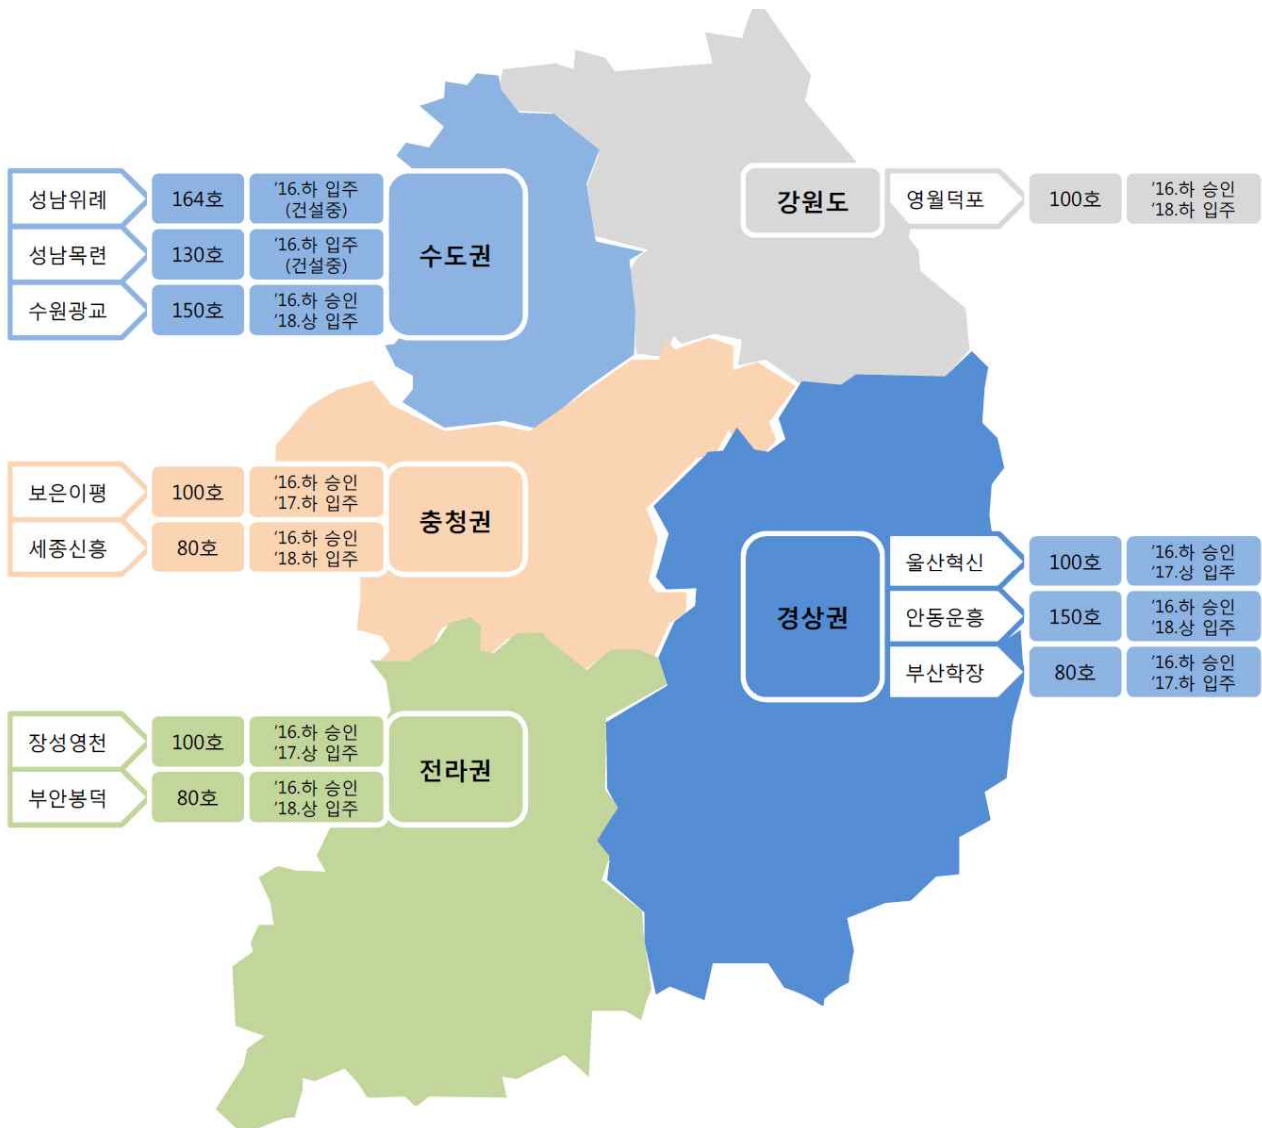 성남위례
164호
'16.하 입주
(건설중)
성남목련
130호
'16.하 입주
(건설중)
수원광교
150호
'16.하 승인
'18.상 입주
수도권
강원도
영월덕포
100호
'16.하 승인
'18.하 입주
보은이평
100호
'16.하 승인
'17.하 입주
세종신흥
80호
'16.하 승인
'18.하 입주
충청권
경상권
울산혁신
100호
'16.하 승인
'17.상 입주
안동운흥
150호
'16.하 승인
'18.상 입주
부산학장
80호
'16.하 승인
'17.하 입주
장성영천
100호
'16.하 승인
'17.상 입주
부안봉덕
80호
'16.하 승인
'18.상 입주
전라권